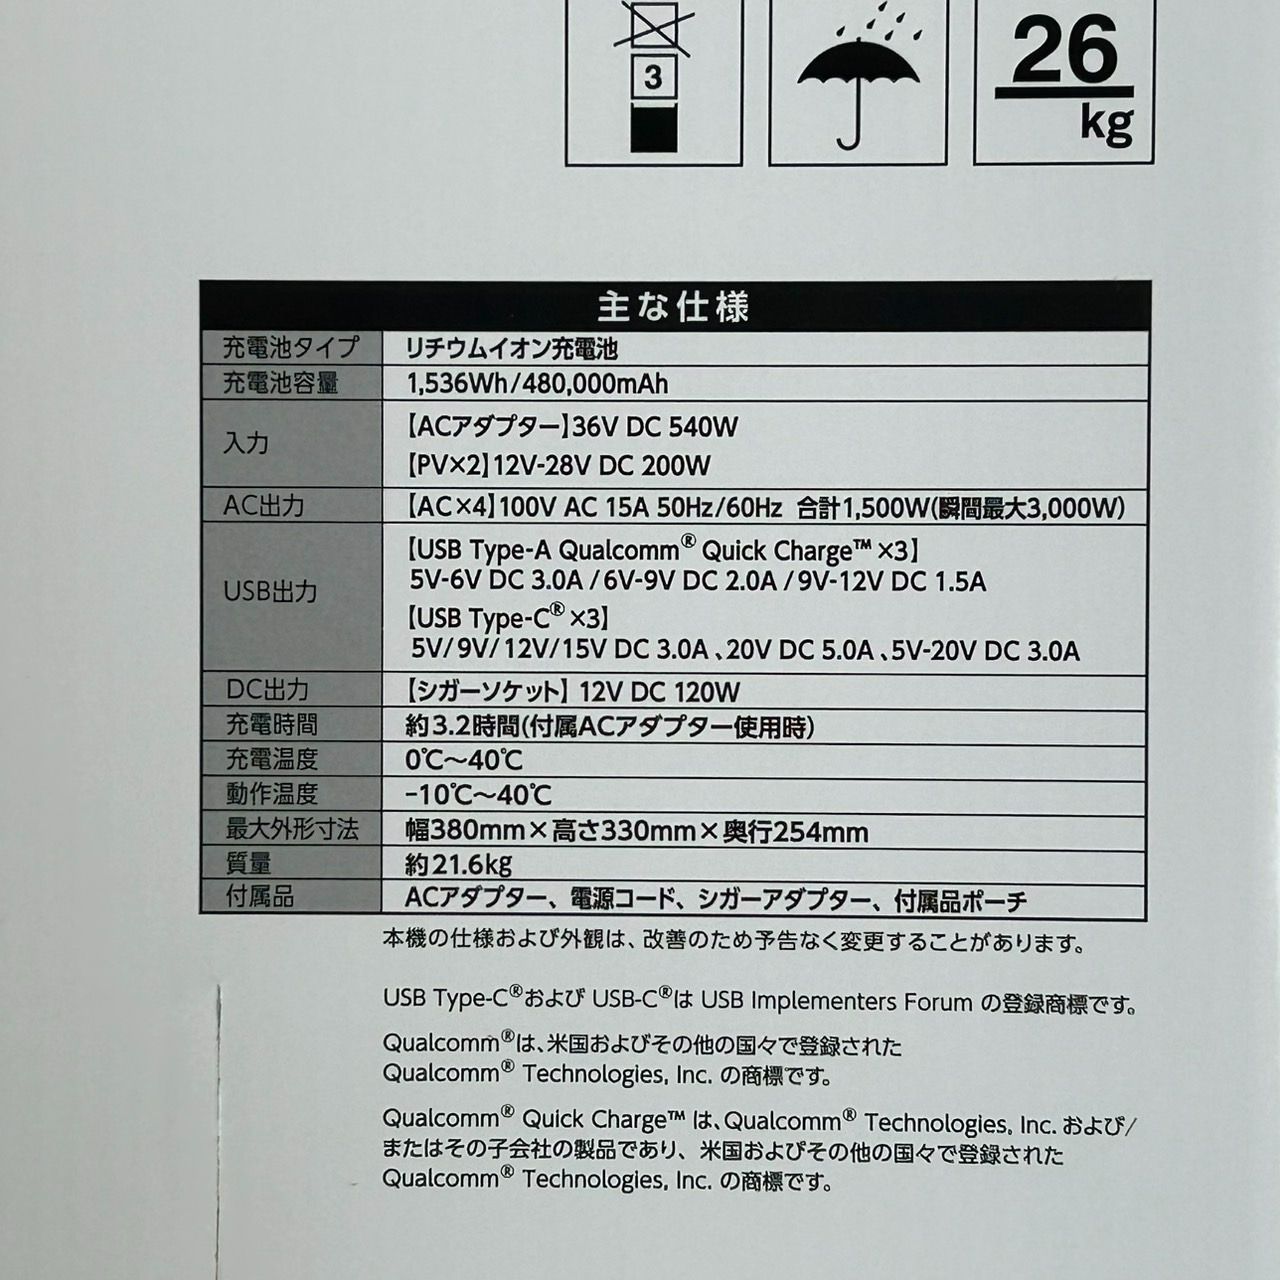 3
26
kg
主な仕様
充電池タイプ リチウムイオン充電池
充電池容量 1,536Wh/480,000mAh
入力 【ACアダプター】36V DC 540W
【PV×2】12V-28V DC 200W
AC出力 【AC×4】100V AC 15A 50Hz/60Hz 合計1,500W(瞬間最大3,000W)
USB出力 【USB Type-A Qualcomm® Quick Charge™ ×3】
5V-6V DC 3.0A / 6V-9V DC 2.0A / 9V-12V DC 1.5A
【USB Type-C® ×3】
5V/9V/12V/15V DC 3.0A、20V DC 5.0A、5V-20V DC 3.0A
DC出力 【シガーソケット】 12V DC 120W
充電時間 約3.2時間(付属ACアダプター使用時)
充電温度 0℃～40℃
動作温度 -10℃～40℃
最大外形寸法 幅380mm×高さ330mm×奥行254mm
質量 約21.6kg
付属品 ACアダプター、電源コード、シガーアダプター、付属品ポーチ
本機の仕様および外観は、改善のため予告なく変更することがあります。
USB Type-C®および USB-C®は USB Implementers Forum の登録商標です。
Qualcomm®は、米国およびその他の国々で登録された
Qualcomm® Technologies, Inc. の商標です。
Qualcomm® Quick Charge™ は、Qualcomm® Technologies, Inc. および/
またはその子会社の製品であり、米国およびその他の国々で登録された
Qualcomm® Technologies, Inc. の商標です。